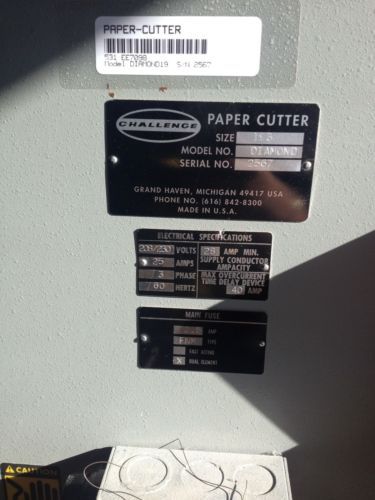 PAPER-CUTTER
531 EE7098
Model DIAMOND19 S/N 2567
CHALLENGE
PAPER CUTTER
SIZE
MODEL NO. DIAMOND
SERIAL NO. 2567
GRAND HAVEN, MICHIGAN 49417 USA
PHONE NO. (616) 842-8300
MADE IN U.S.A.
ELECTRICAL SPECIFICATIONS
208/230 VOLTS
25 AMPS
3 PHASE
60 HERTZ
28 AMP MIN.
SUPPLY CONDUCTOR
AMPACITY
MAX OVERCURRENT
TIME DELAY DEVICE
40 AMP
MAIN FUSE
AMP
FNM TYPE
FAST ACTING
X DUAL ELEMENT
CAUTION